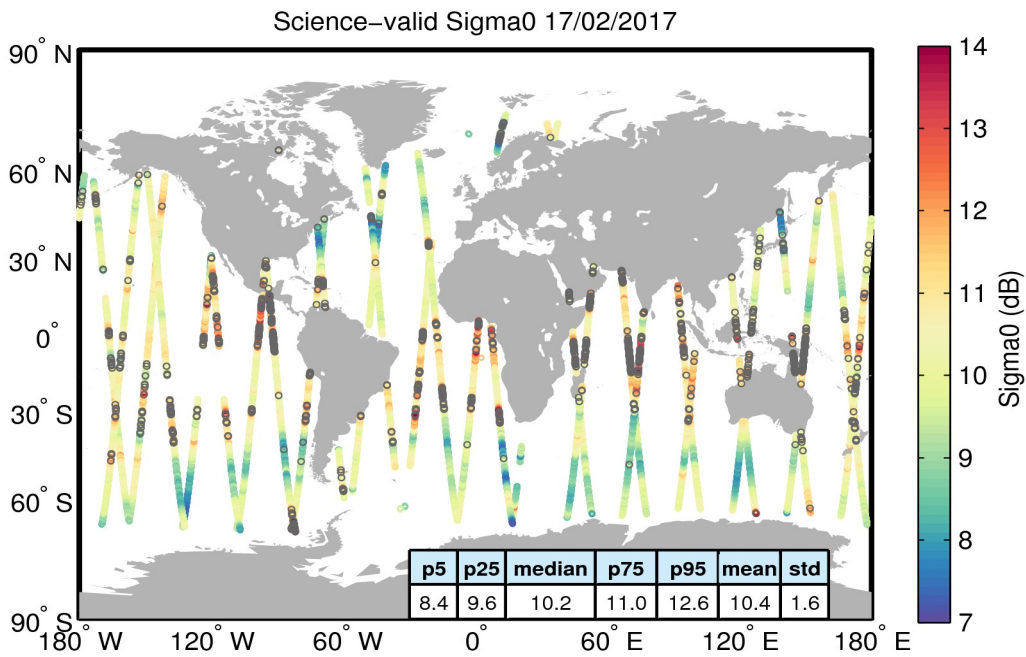 Science−valid Sigma0 17/02/2017
90° N
60° N
30° N
0°
30° S
60° S
90° S
180° W
120° W
60° W
0°
60° E
120° E
180° E
p5 p25 median p75 p95 mean std
8.4 9.6 10.2 11.0 12.6 10.4 1.6
14
13
12
11
10
9
8
7
Sigma0 (dB)